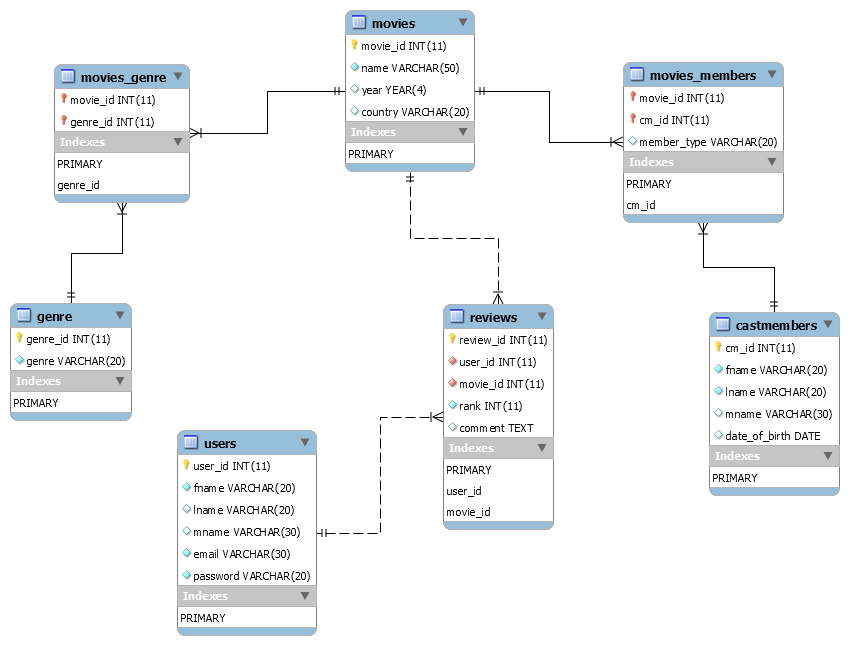 movies
movie_id INT(11)
name VARCHAR(50)
year YEAR(4)
country VARCHAR(20)
Indexes
PRIMARY
movies_genre
movie_id INT(11)
genre_id INT(11)
Indexes
PRIMARY
genre_id
movies_members
movie_id INT(11)
cm_id INT(11)
member_type VARCHAR(20)
Indexes
PRIMARY
cm_id
genre
genre_id INT(11)
genre VARCHAR(20)
Indexes
PRIMARY
reviews
review_id INT(11)
user_id INT(11)
movie_id INT(11)
rank INT(11)
comment TEXT
Indexes
PRIMARY
user_id
movie_id
castmembers
cm_id INT(11)
fname VARCHAR(20)
lname VARCHAR(20)
mname VARCHAR(30)
date_of_birth DATE
Indexes
PRIMARY
users
user_id INT(11)
fname VARCHAR(20)
lname VARCHAR(20)
mname VARCHAR(30)
email VARCHAR(30)
password VARCHAR(20)
Indexes
PRIMARY